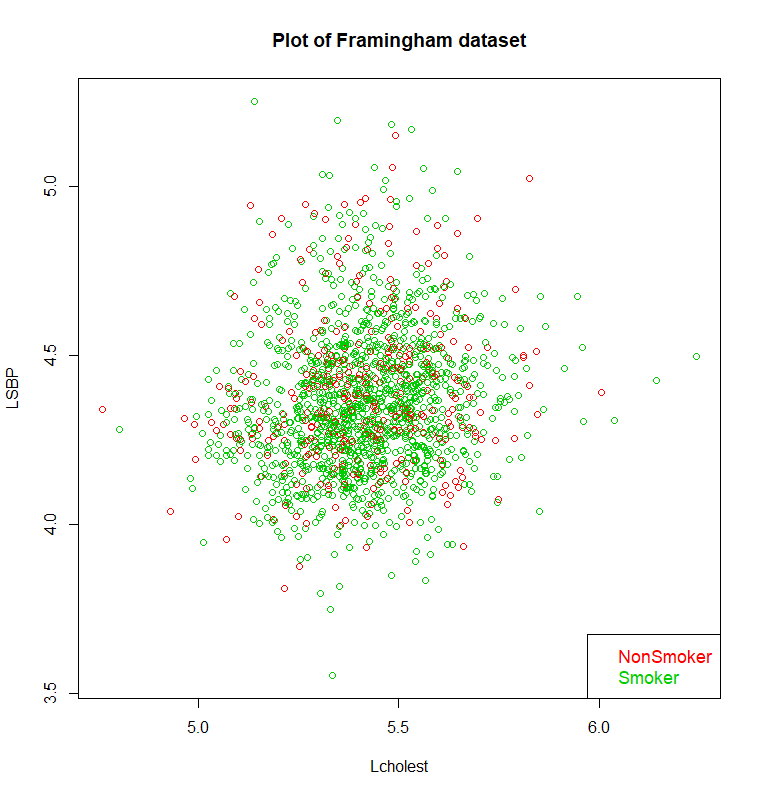 Plot of Framingham dataset
LSBP
5.0
4.5
4.0
3.5
NonSmoker
Smoker
5.0
5.5
6.0
Lcholest